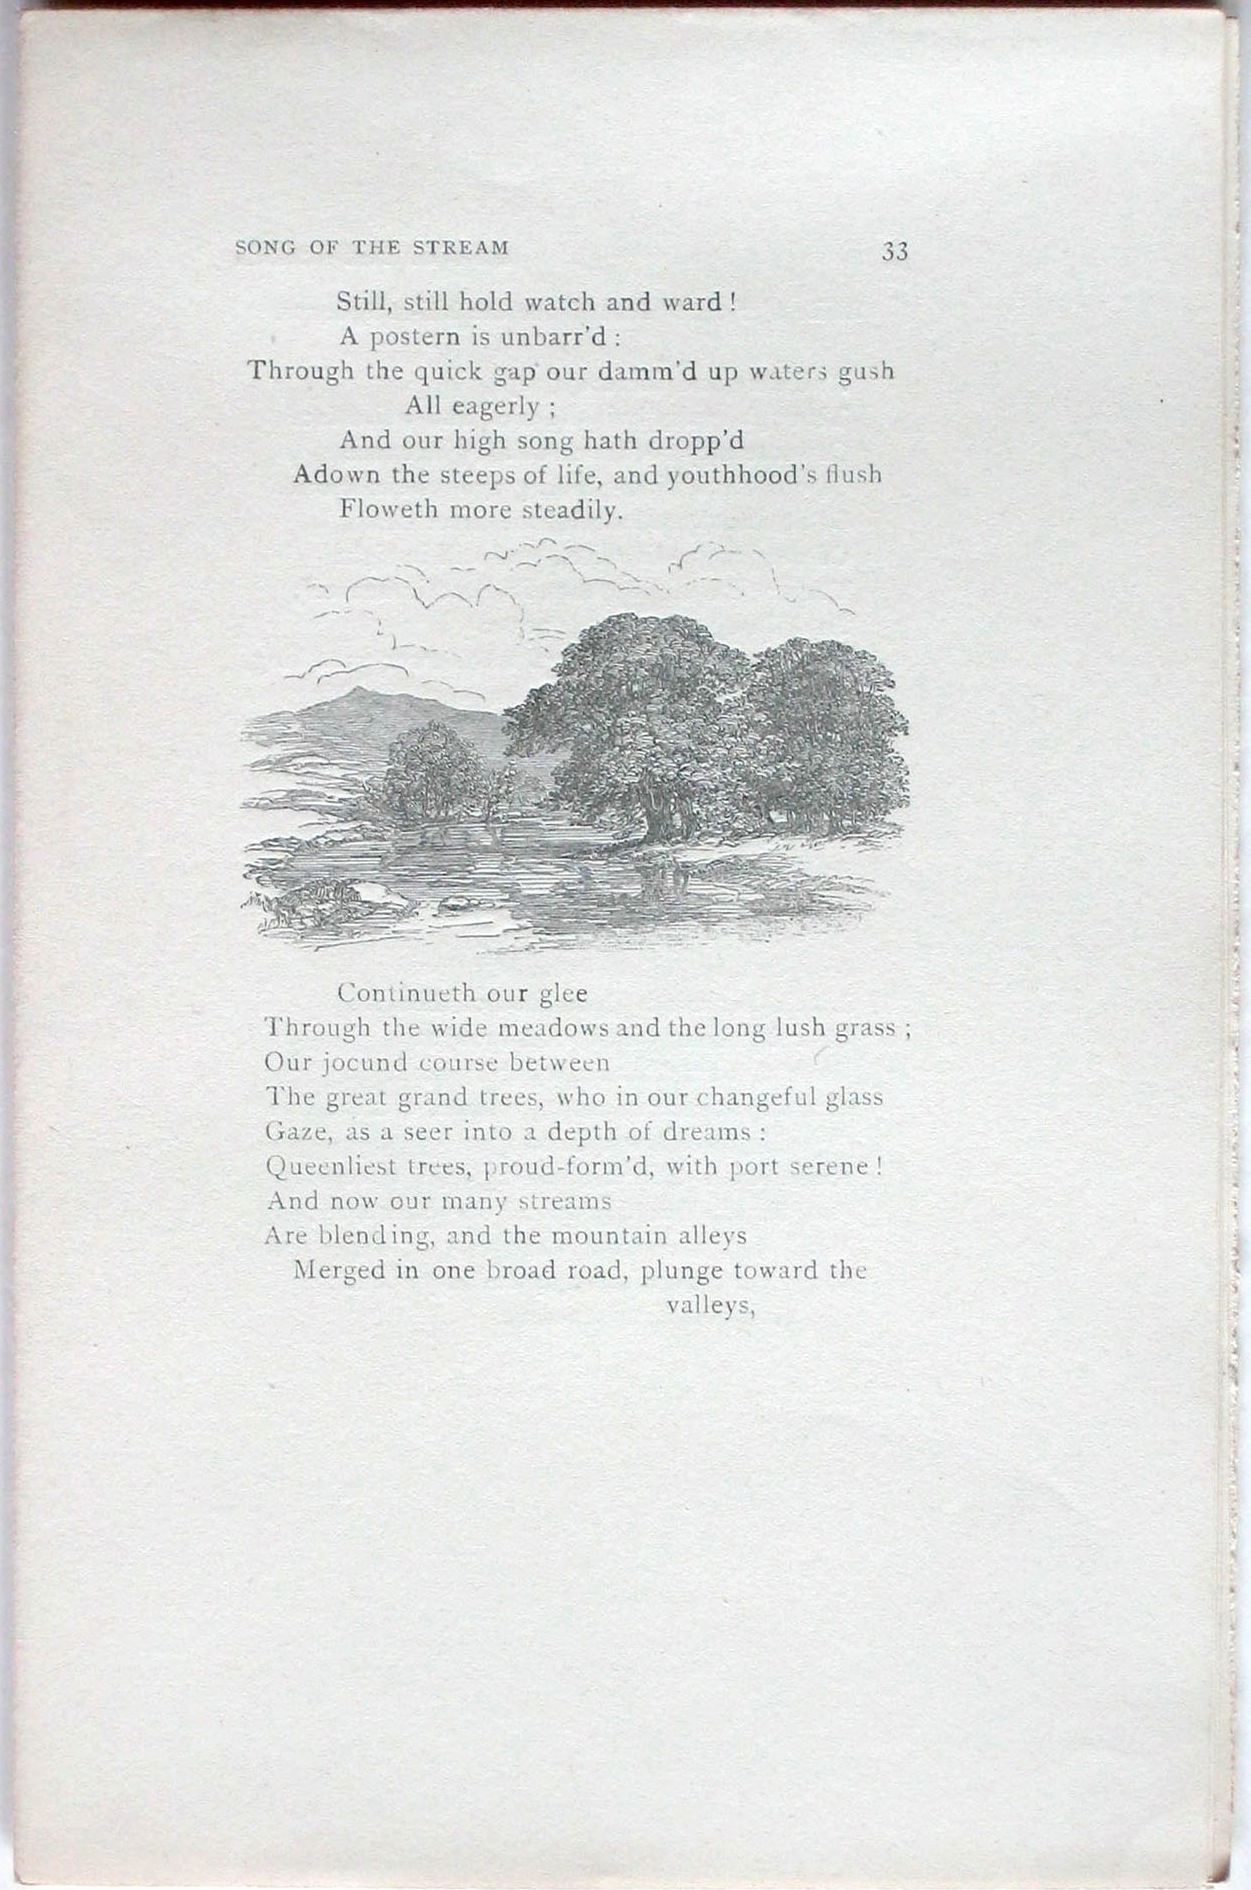 SONG OF THE STREAM 33
Still, still hold watch and ward !
A postern is unbarr'd :
Through the quick gap our damm'd up waters gush
All eagerly ;
And our high song hath dropp'd
Adown the steeps of life, and youthhood's flush
Floweth more steadily.
Continueth our glee
Through the wide meadows and the long lush grass ;
Our jocund course between
The great grand trees, who in our changeful glass
Gaze, as a seer into a depth of dreams :
Queenliest trees, proud-form'd, with port serene !
And now our many streams
Are blending, and the mountain alleys
Merged in one broad road, plunge toward the
valleys,